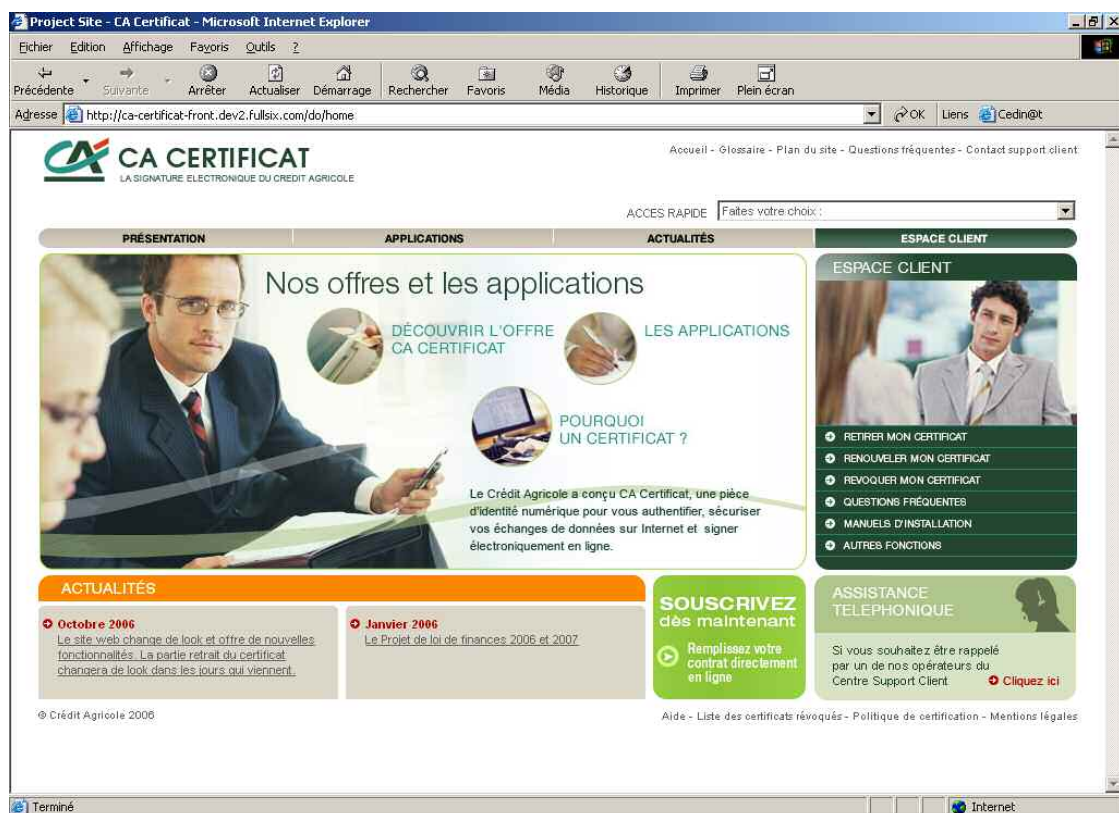 Project Site - CA Certificat - Microsoft Internet Explorer
Fichier Edition Affichage Favoris Outils ?
Précédente Suivante Arrêter Actualiser Démarrage Rechercher Favoris Média Historique Imprimer Plein écran
Adresse http://ca-certificat-front.dev2.fullsix.com/do/home OK Liens Cedin@t
CA CERTIFICAT
LA SIGNATURE ELECTRONIQUE DU CREDIT AGRICOLE
Accueil - Glossaire - Plan du site - Questions fréquentes - Contact support client
ACCES RAPIDE Faites votre choix :
PRÉSENTATION APPLICATIONS ACTUALITÉS ESPACE CLIENT
Nos offres et les applications
DÉCOUVRIR L'OFFRE
CA CERTIFICAT
LES APPLICATIONS
POURQUOI
UN CERTIFICAT ?
Le Crédit Agricole a conçu CA Certificat, une pièce
d'identité numérique pour vous authentifier, sécuriser
vos échanges de données sur Internet et signer
électroniquement en ligne.
ESPACE CLIENT
RETIRER MON CERTIFICAT
RENOUVELER MON CERTIFICAT
REVOQUER MON CERTIFICAT
QUESTIONS FRÉQUENTES
MANUELS D'INSTALLATION
AUTRES FONCTIONS
ACTUALITÉS
Octobre 2006
Le site web change de look et offre de nouvelles
fonctionnalités. La partie retrait du certificat
changera de look dans les jours qui viennent.
Janvier 2006
Le Projet de loi de finances 2006 et 2007
SOUSCRIVEZ
dès maintenant
Remplissez votre
contrat directement
en ligne
ASSISTANCE
TELEPHONIQUE
Si vous souhaitez être rappelé
par un de nos opérateurs du
Centre Support Client Cliquez ici
© Crédit Agricole 2006
Aide - Liste des certificats révoqués - Politique de certification - Mentions légales
Terminé Internet